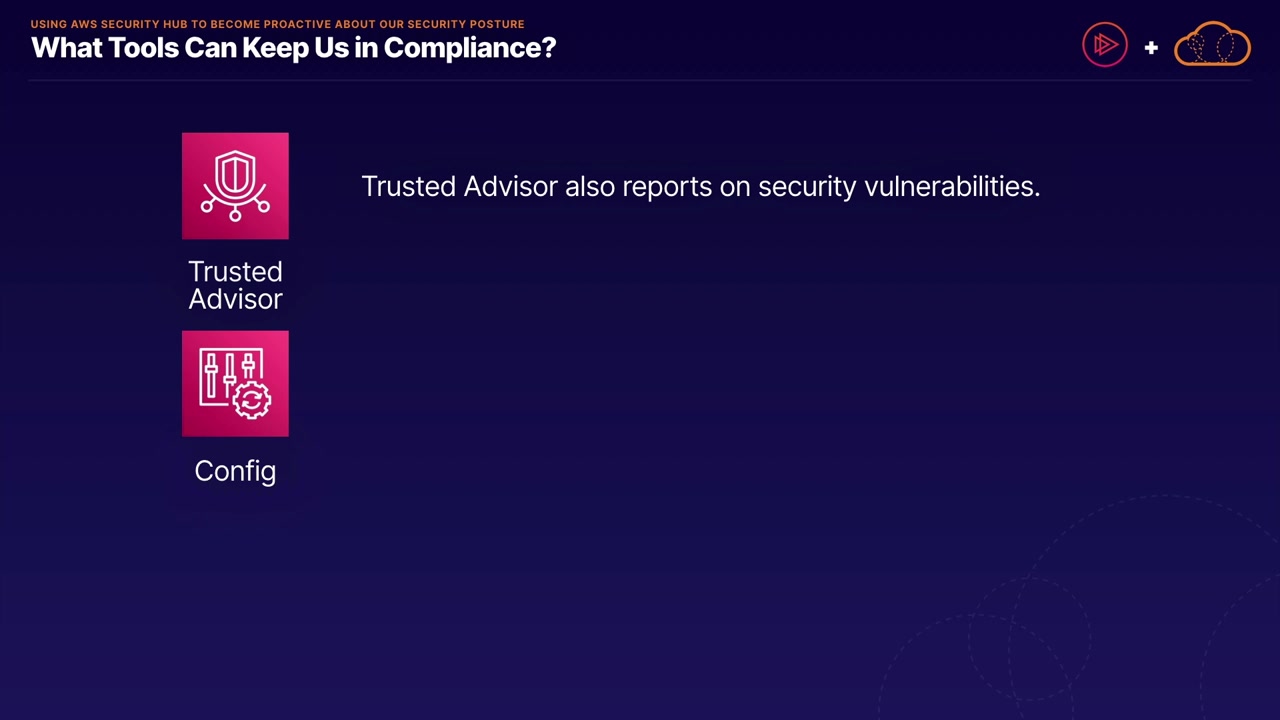 USING AWS SECURITY HUB TO BECOME PROACTIVE ABOUT OUR SECURITY POSTURE
What Tools Can Keep Us in Compliance?
Trusted Advisor also reports on security vulnerabilities.
Trusted
Advisor
Config